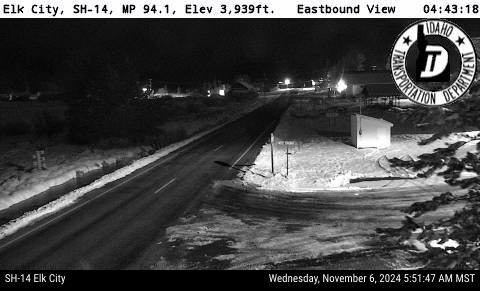 Elk City, SH-14, MP 94.1, Elev 3,939ft. Eastbound View 04:43:18
IDAHO
TRANSPORTATION DEPARTMENT
SH-14 Elk City
Wednesday, November 6, 2024 5:51:47 AM MST